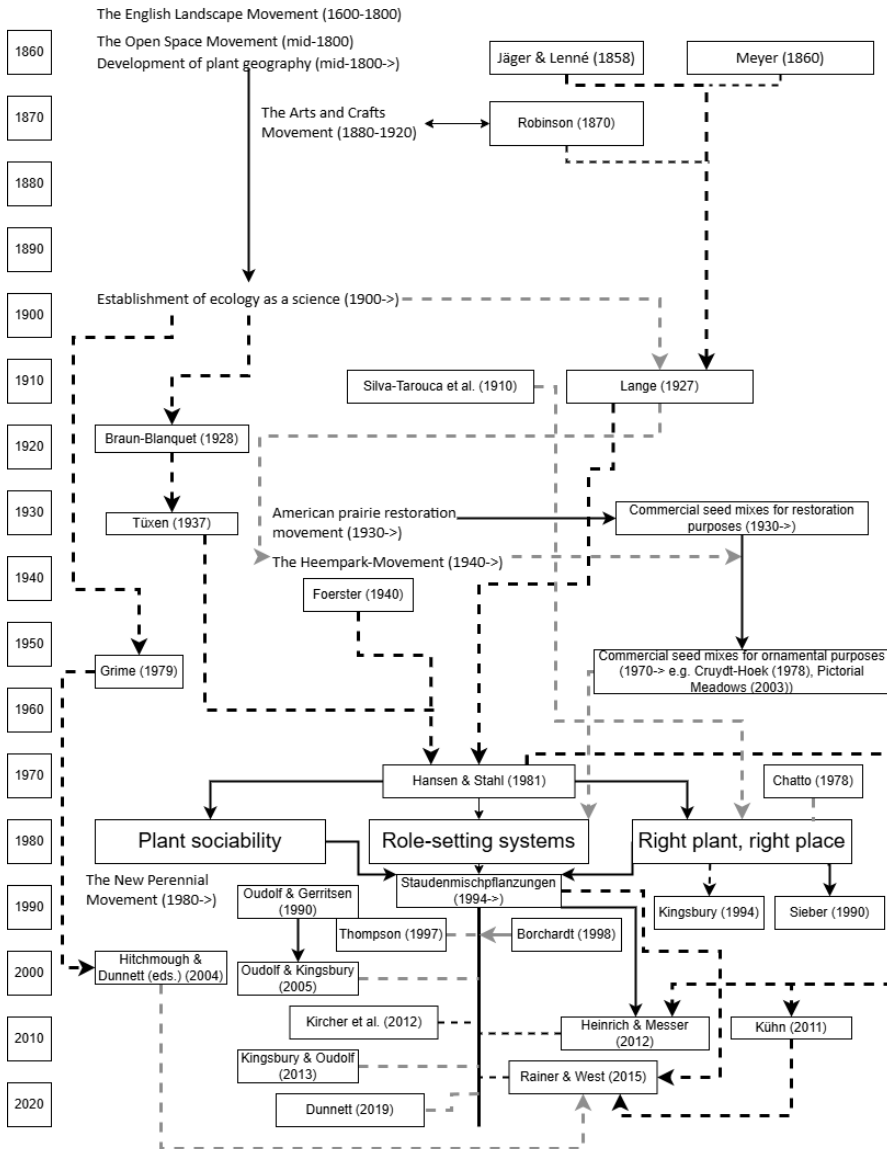 The English Landscape Movement (1600-1800)
1860
The Open Space Movement (mid-1800)
Development of plant geography (mid-1800->)
Jäger & Lenné (1858)
Meyer (1860)
1870
The Arts and Crafts
Movement (1880-1920)
Robinson (1870)
1880
1890
1900
Establishment of ecology as a science (1900->)
1910
Silva-Tarouca et al. (1910)
Lange (1927)
1920
Braun-Blanquet (1928)
1930
Tüxen (1937)
American prairie restoration
movement (1930->)
Commercial seed mixes for restoration
purposes (1930->)
1940
The Heempark-Movement (1940->)
Foerster (1940)
1950
Grime (1979)
Commercial seed mixes for ornamental purposes
(1970-> e.g. Cruydt-Hoek (1978), Pictorial
Meadows (2003))
1960
1970
Hansen & Stahl (1981)
Chatto (1978)
1980
Plant sociability
Role-setting systems
Right plant, right place
1990
The New Perennial
Movement (1980->)
Oudolf & Gerritsen
(1990)
Staudenmischpflanzungen
(1994->)
Kingsbury (1994)
Sieber (1990)
Thompson (1997)
Borchardt (1998)
2000
Hitchmough &
Dunnett (eds.) (2004)
Oudolf & Kingsbury
(2005)
2010
Kircher et al. (2012)
Heinrich & Messer
(2012)
Kühn (2011)
Kingsbury & Oudolf
(2013)
Rainer & West (2015)
2020
Dunnett (2019)